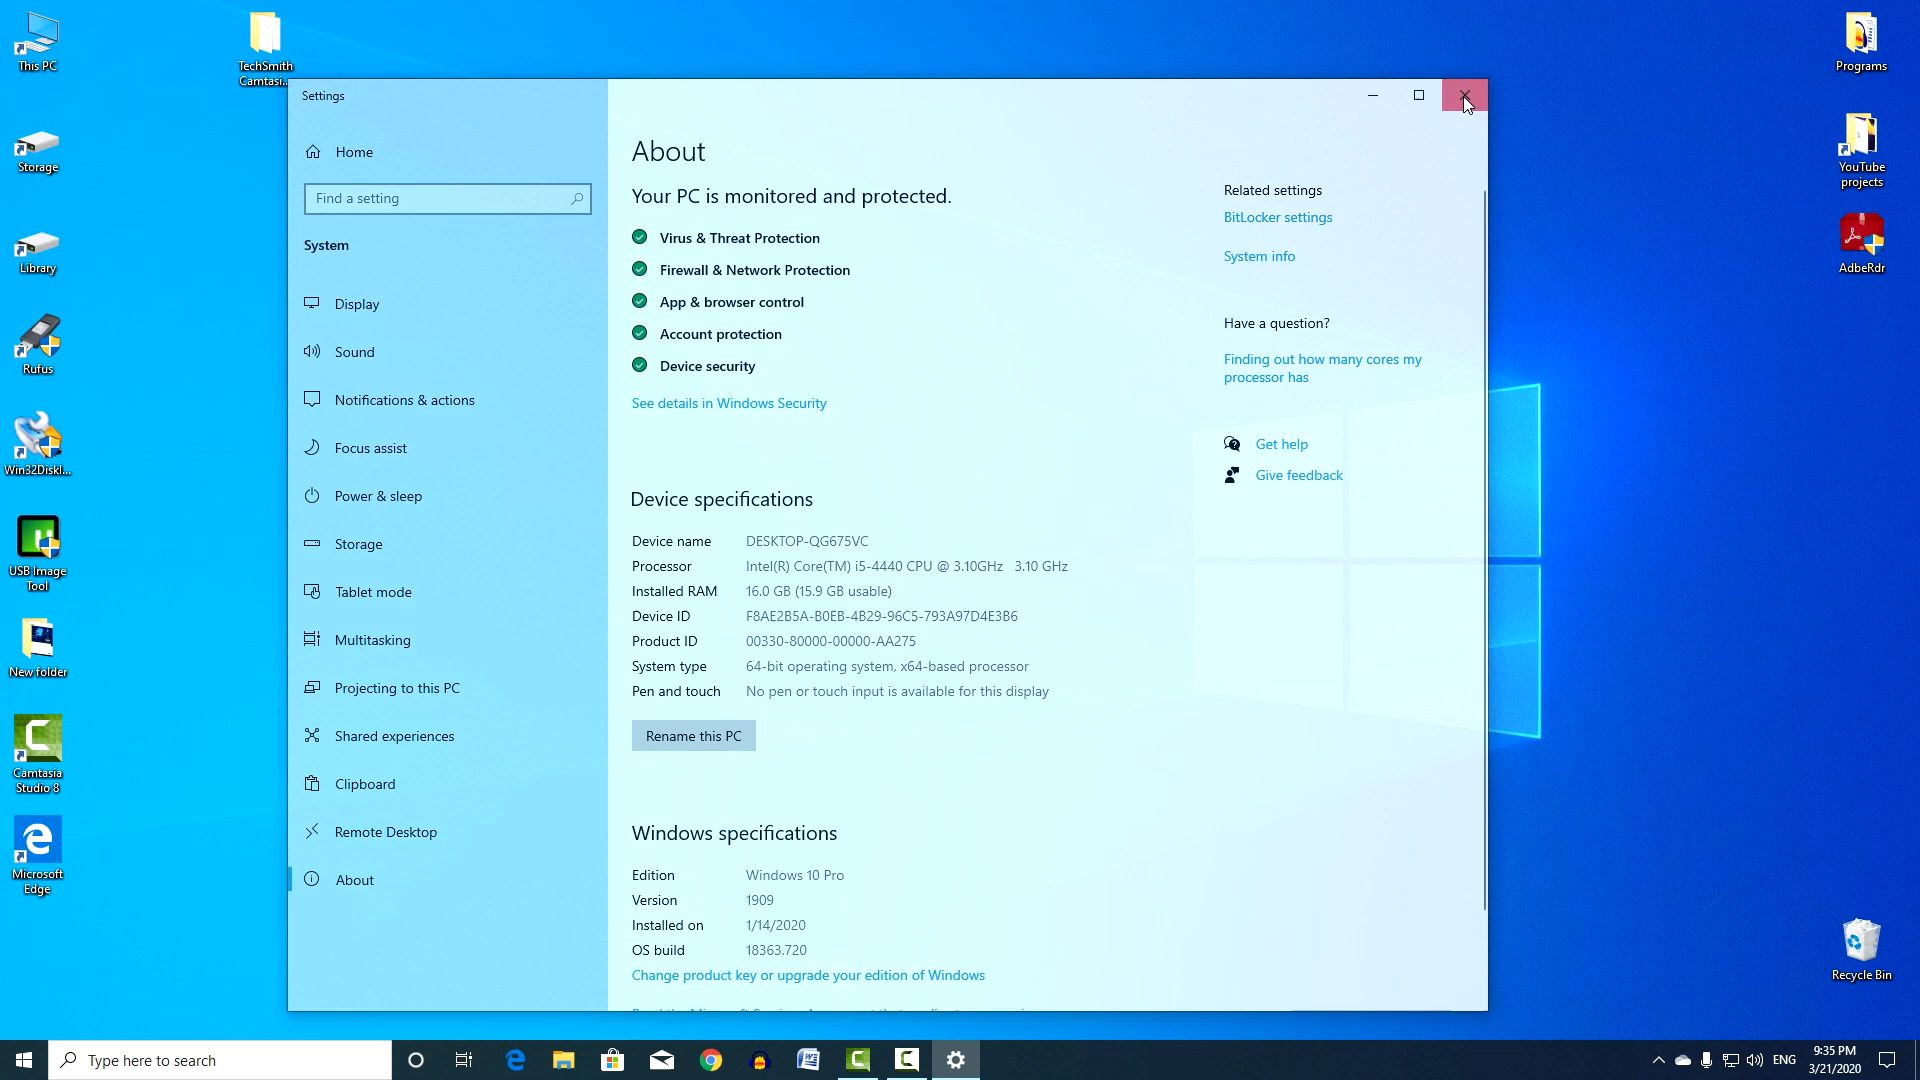 This PC
Storage
Library
Rufus
Win32DiskI...
USB Image
Tool
New folder
Camtasia
Studio 8
Microsoft
Edge
TechSmith
Camtasi...
Settings
Home
Find a setting
System
Display
Sound
Notifications & actions
Focus assist
Power & sleep
Storage
Tablet mode
Multitasking
Projecting to this PC
Shared experiences
Clipboard
Remote Desktop
About
About
Your PC is monitored and protected.
Virus & Threat Protection
Firewall & Network Protection
App & browser control
Account protection
Device security
See details in Windows Security
Device specifications
Device name DESKTOP-QG675VC
Processor Intel(R) Core(TM) i5-4440 CPU @ 3.10GHz 3.10 GHz
Installed RAM 16.0 GB (15.9 GB usable)
Device ID F8AE2B5A-B0EB-4B29-96C5-793A97D4E3B6
Product ID 00330-80000-00000-AA275
System type 64-bit operating system, x64-based processor
Pen and touch No pen or touch input is available for this display
Rename this PC
Windows specifications
Edition Windows 10 Pro
Version 1909
Installed on 1/14/2020
OS build 18363.720
Change product key or upgrade your edition of Windows
Related settings
BitLocker settings
System info
Have a question?
Finding out how many cores my
processor has
Get help
Give feedback
Programs
YouTube
projects
AdbeRdr
Recycle Bin
Type here to search
ENG
9:35 PM
3/21/2020